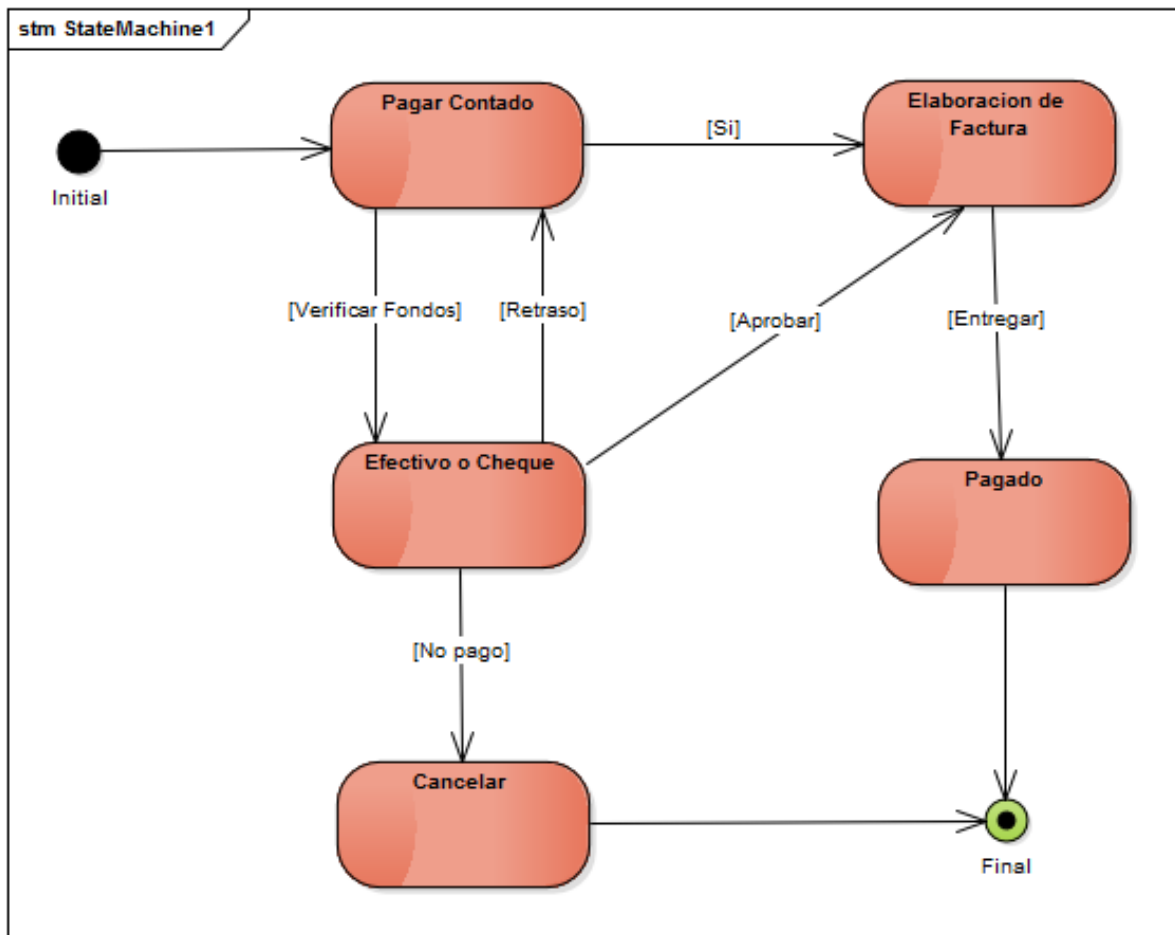 stm StateMachine1
Pagar Contado
Elaboracion de
Factura
[Si]
Initial
[Verificar Fondos]
[Retraso]
[Aprobar]
[Entregar]
Efectivo o Cheque
Pagado
[No pago]
Cancelar
Final